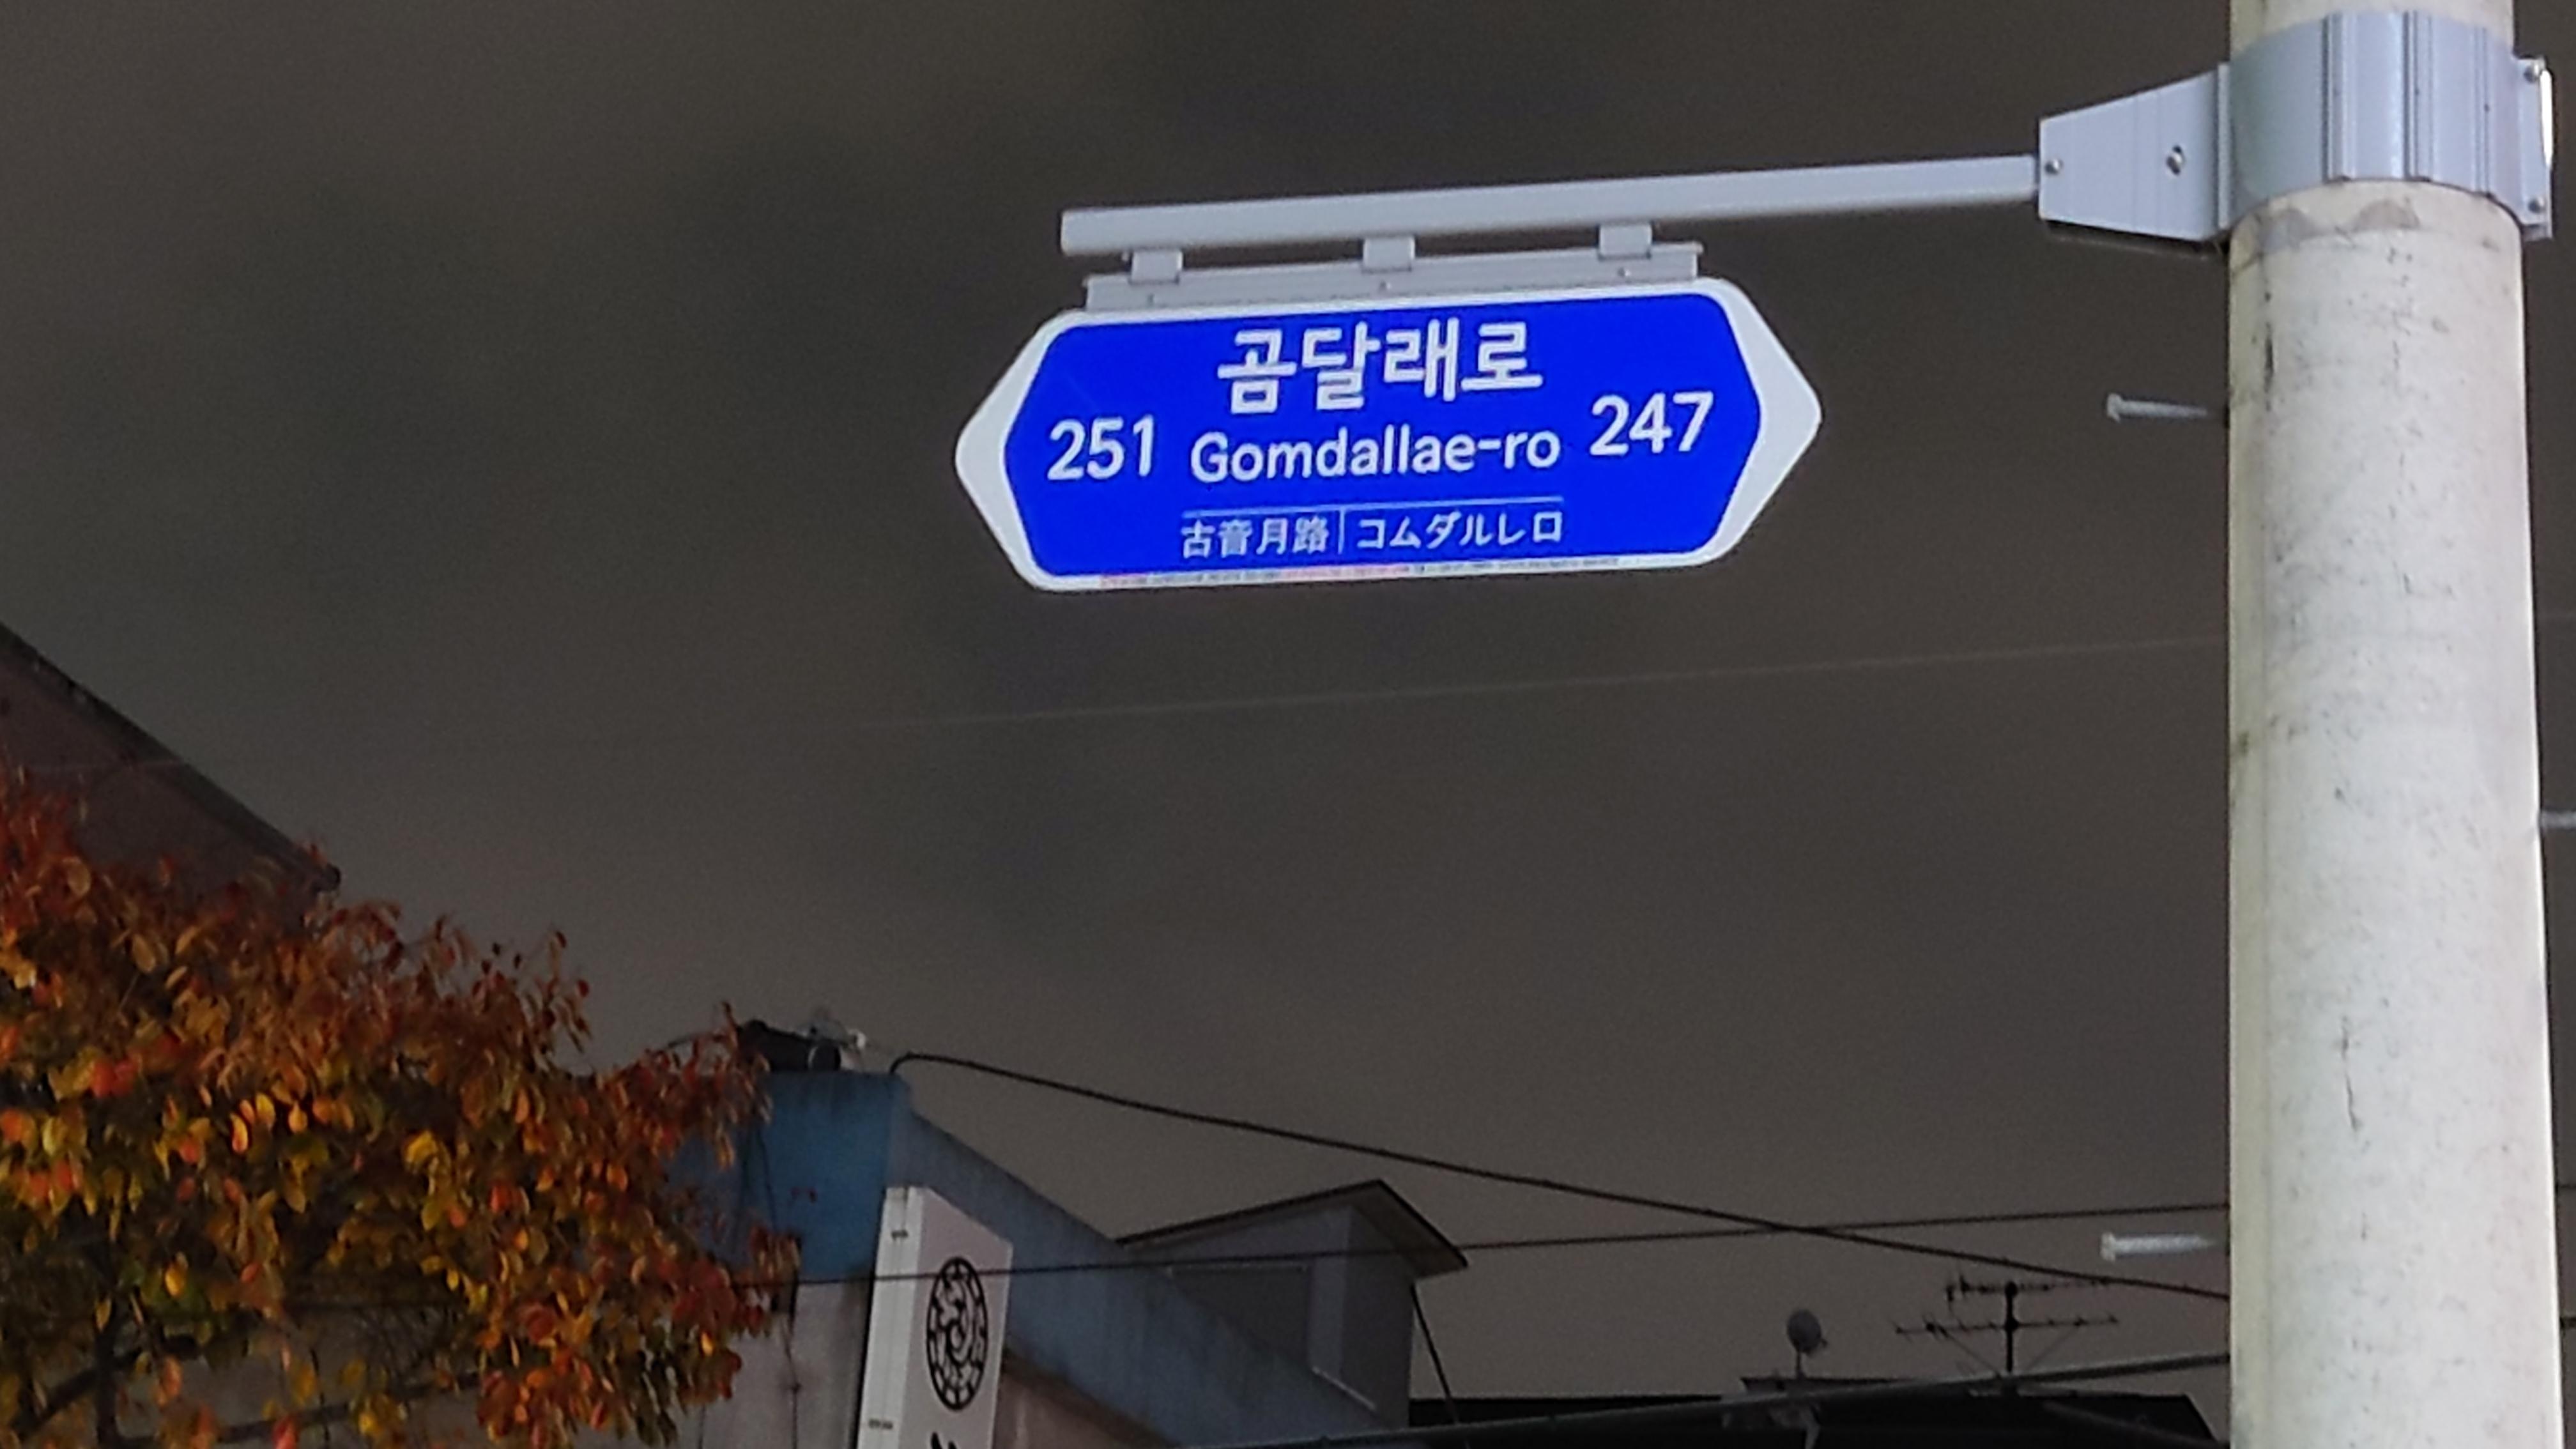 곰달래로
251 Gomdallae-ro 247
古音月路 | コムダルレロ